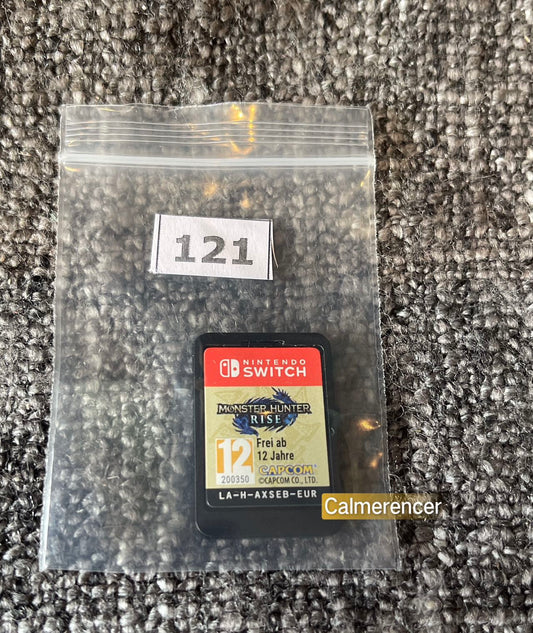 121
NINTENDO
SWITCH
MONSTER HUNTER
RISE
12
Frei ab
12 Jahre
200350
CAPCOM
©CAPCOM CO., LTD.
LA-H-AXSEB-EUR
Calmerencer